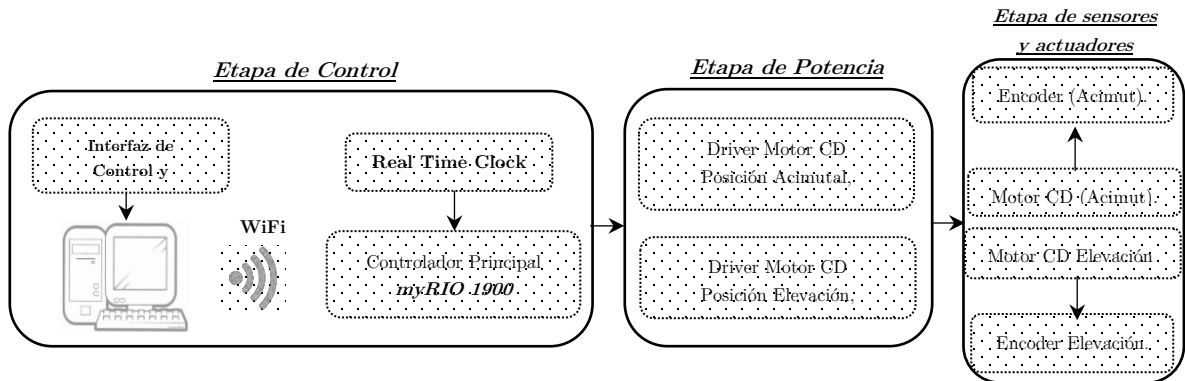 Etapa de Control
Interfaz de
Control y
WiFi
Real Time Clock
Controlador Principal
myRIO 1900
Etapa de Potencia
Driver Motor CD
Posición Acimutal.
Driver Motor CD
Posición Elevación.
Etapa de sensores
y actuadores
Encoder (Acimut).
Motor CD (Acimut).
Motor CD Elevación
Encoder Elevación.